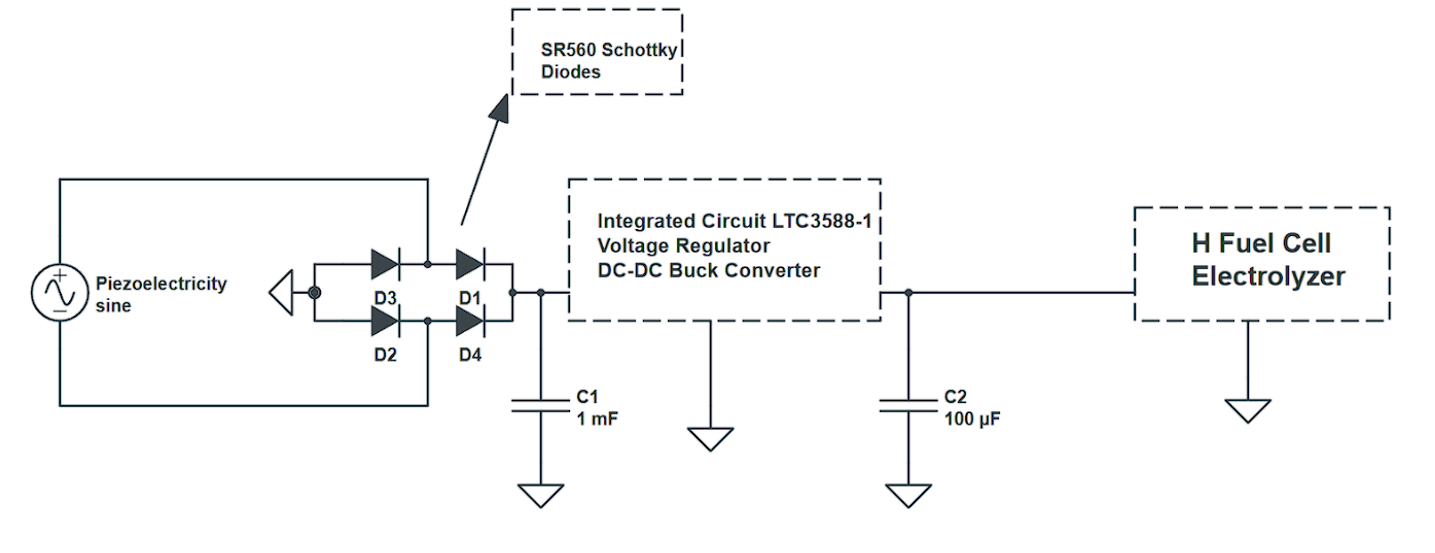 SR560 Schottky
Diodes
Integrated Circuit LTC3588-1
Voltage Regulator
DC-DC Buck Converter
H Fuel Cell
Electrolyzer
Piezoelectricity
sine
D3
D1
D2
D4
C1
1 mF
C2
100 µF